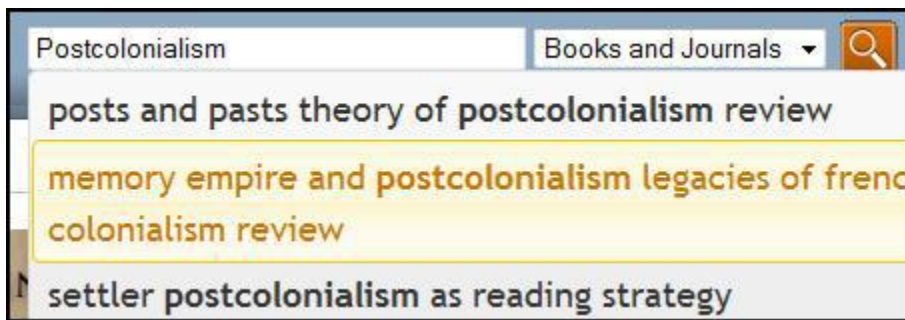 Postcolonialism Books and Journals
posts and pasts theory of postcolonialism review
memory empire and postcolonialism legacies of frenc
colonialism review
settler postcolonialism as reading strategy